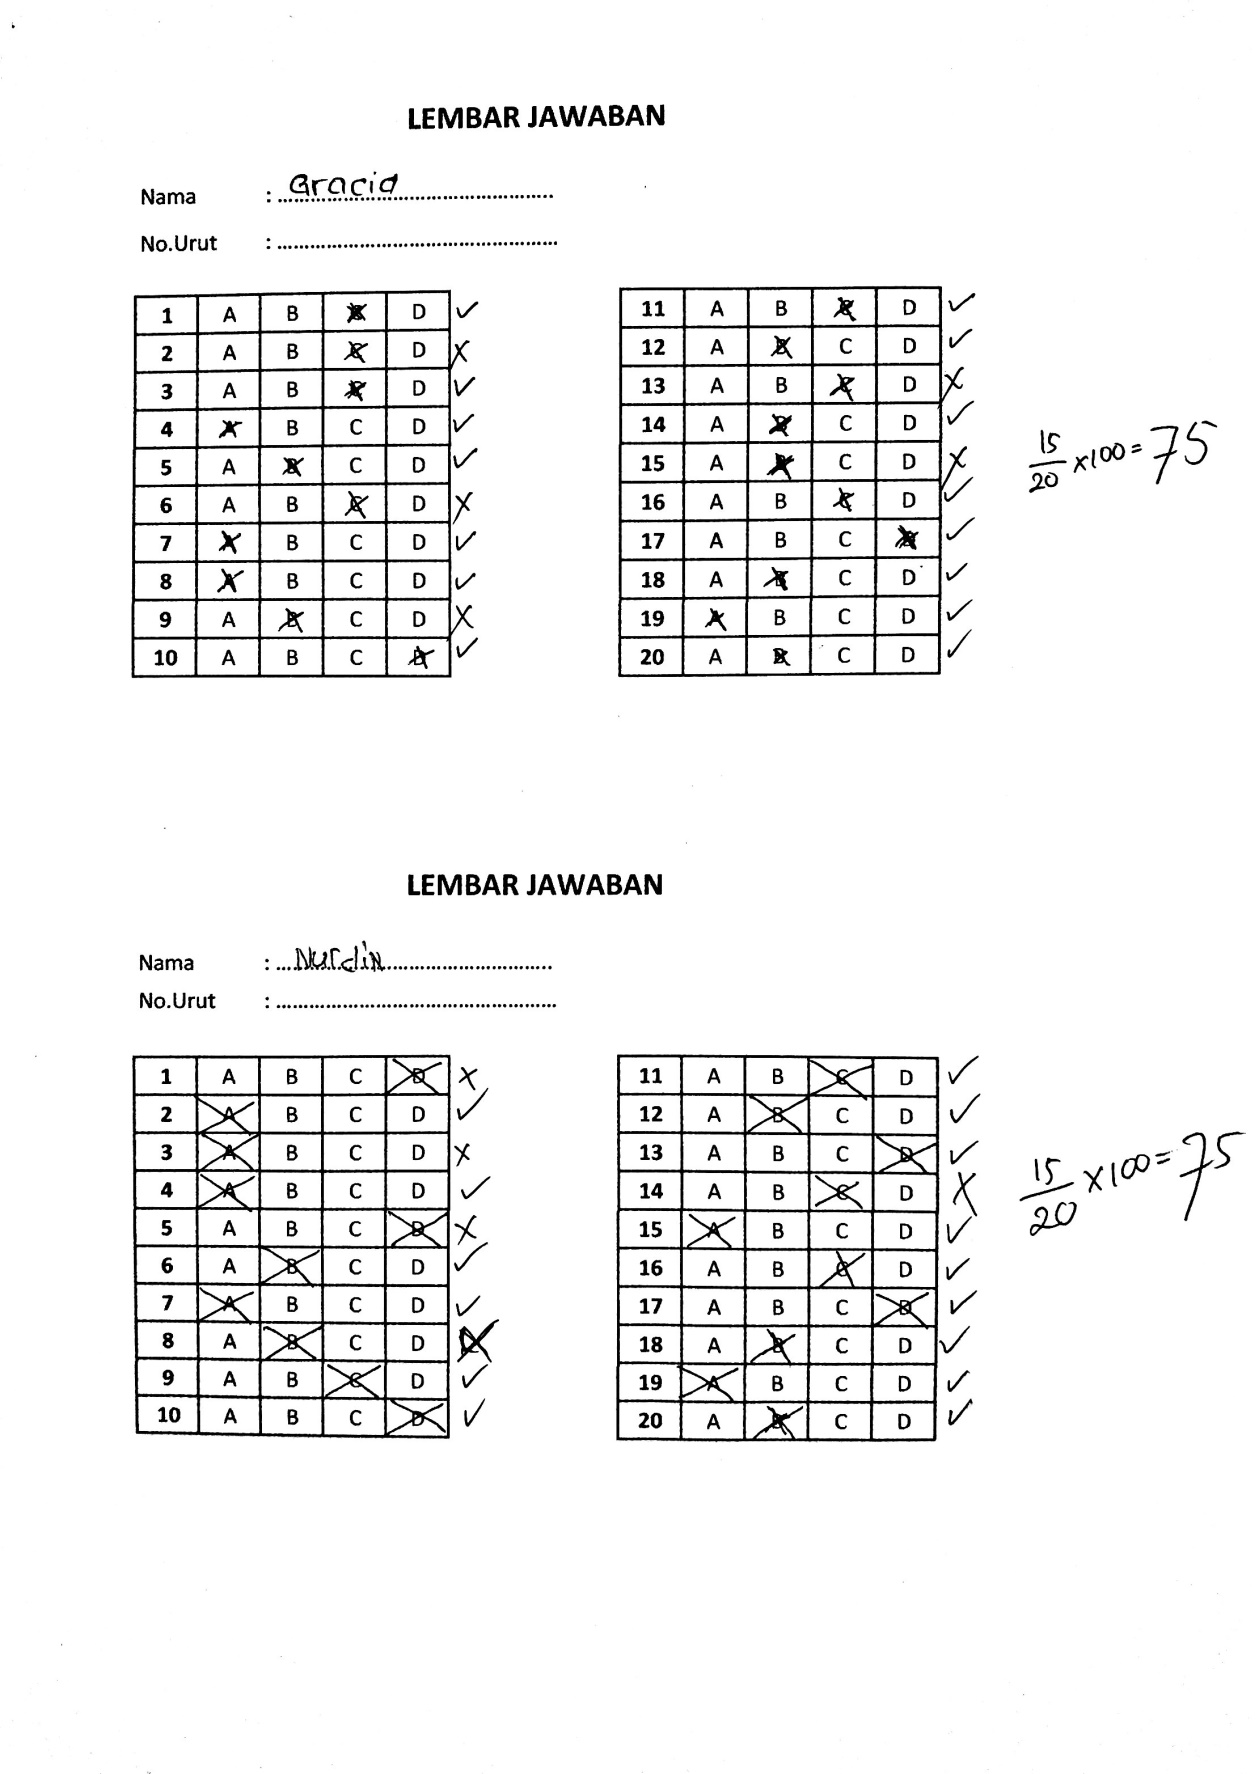 LEMBAR JAWABAN
Nama : Gracia
No.Urut :
1 A B C D ✓
2 A B C D X
3 A B C D ✓
4 A B C D ✓
5 A B C D ✓
6 A B C D X
7 A B C D ✓
8 A B C D ✓
9 A B C D X
10 A B C D ✓
11 A B C D ✓
12 A B C D ✓
13 A B C D X
14 A B C D ✓
15 A B C D X
16 A B C D ✓
17 A B C D ✓
18 A B C D ✓
19 A B C D ✓
20 A B C D ✓
15/20 x100=75
LEMBAR JAWABAN
Nama : Nurdin
No.Urut :
1 A B C D X
2 A B C D ✓
3 A B C D X
4 A B C D ✓
5 A B C D X
6 A B C D ✓
7 A B C D ✓
8 A B C D X
9 A B C D ✓
10 A B C D ✓
11 A B C D ✓
12 A B C D ✓
13 A B C D ✓
14 A B C D X
15 A B C D ✓
16 A B C D ✓
17 A B C D ✓
18 A B C D ✓
19 A B C D ✓
20 A B C D ✓
15/20 x100=75